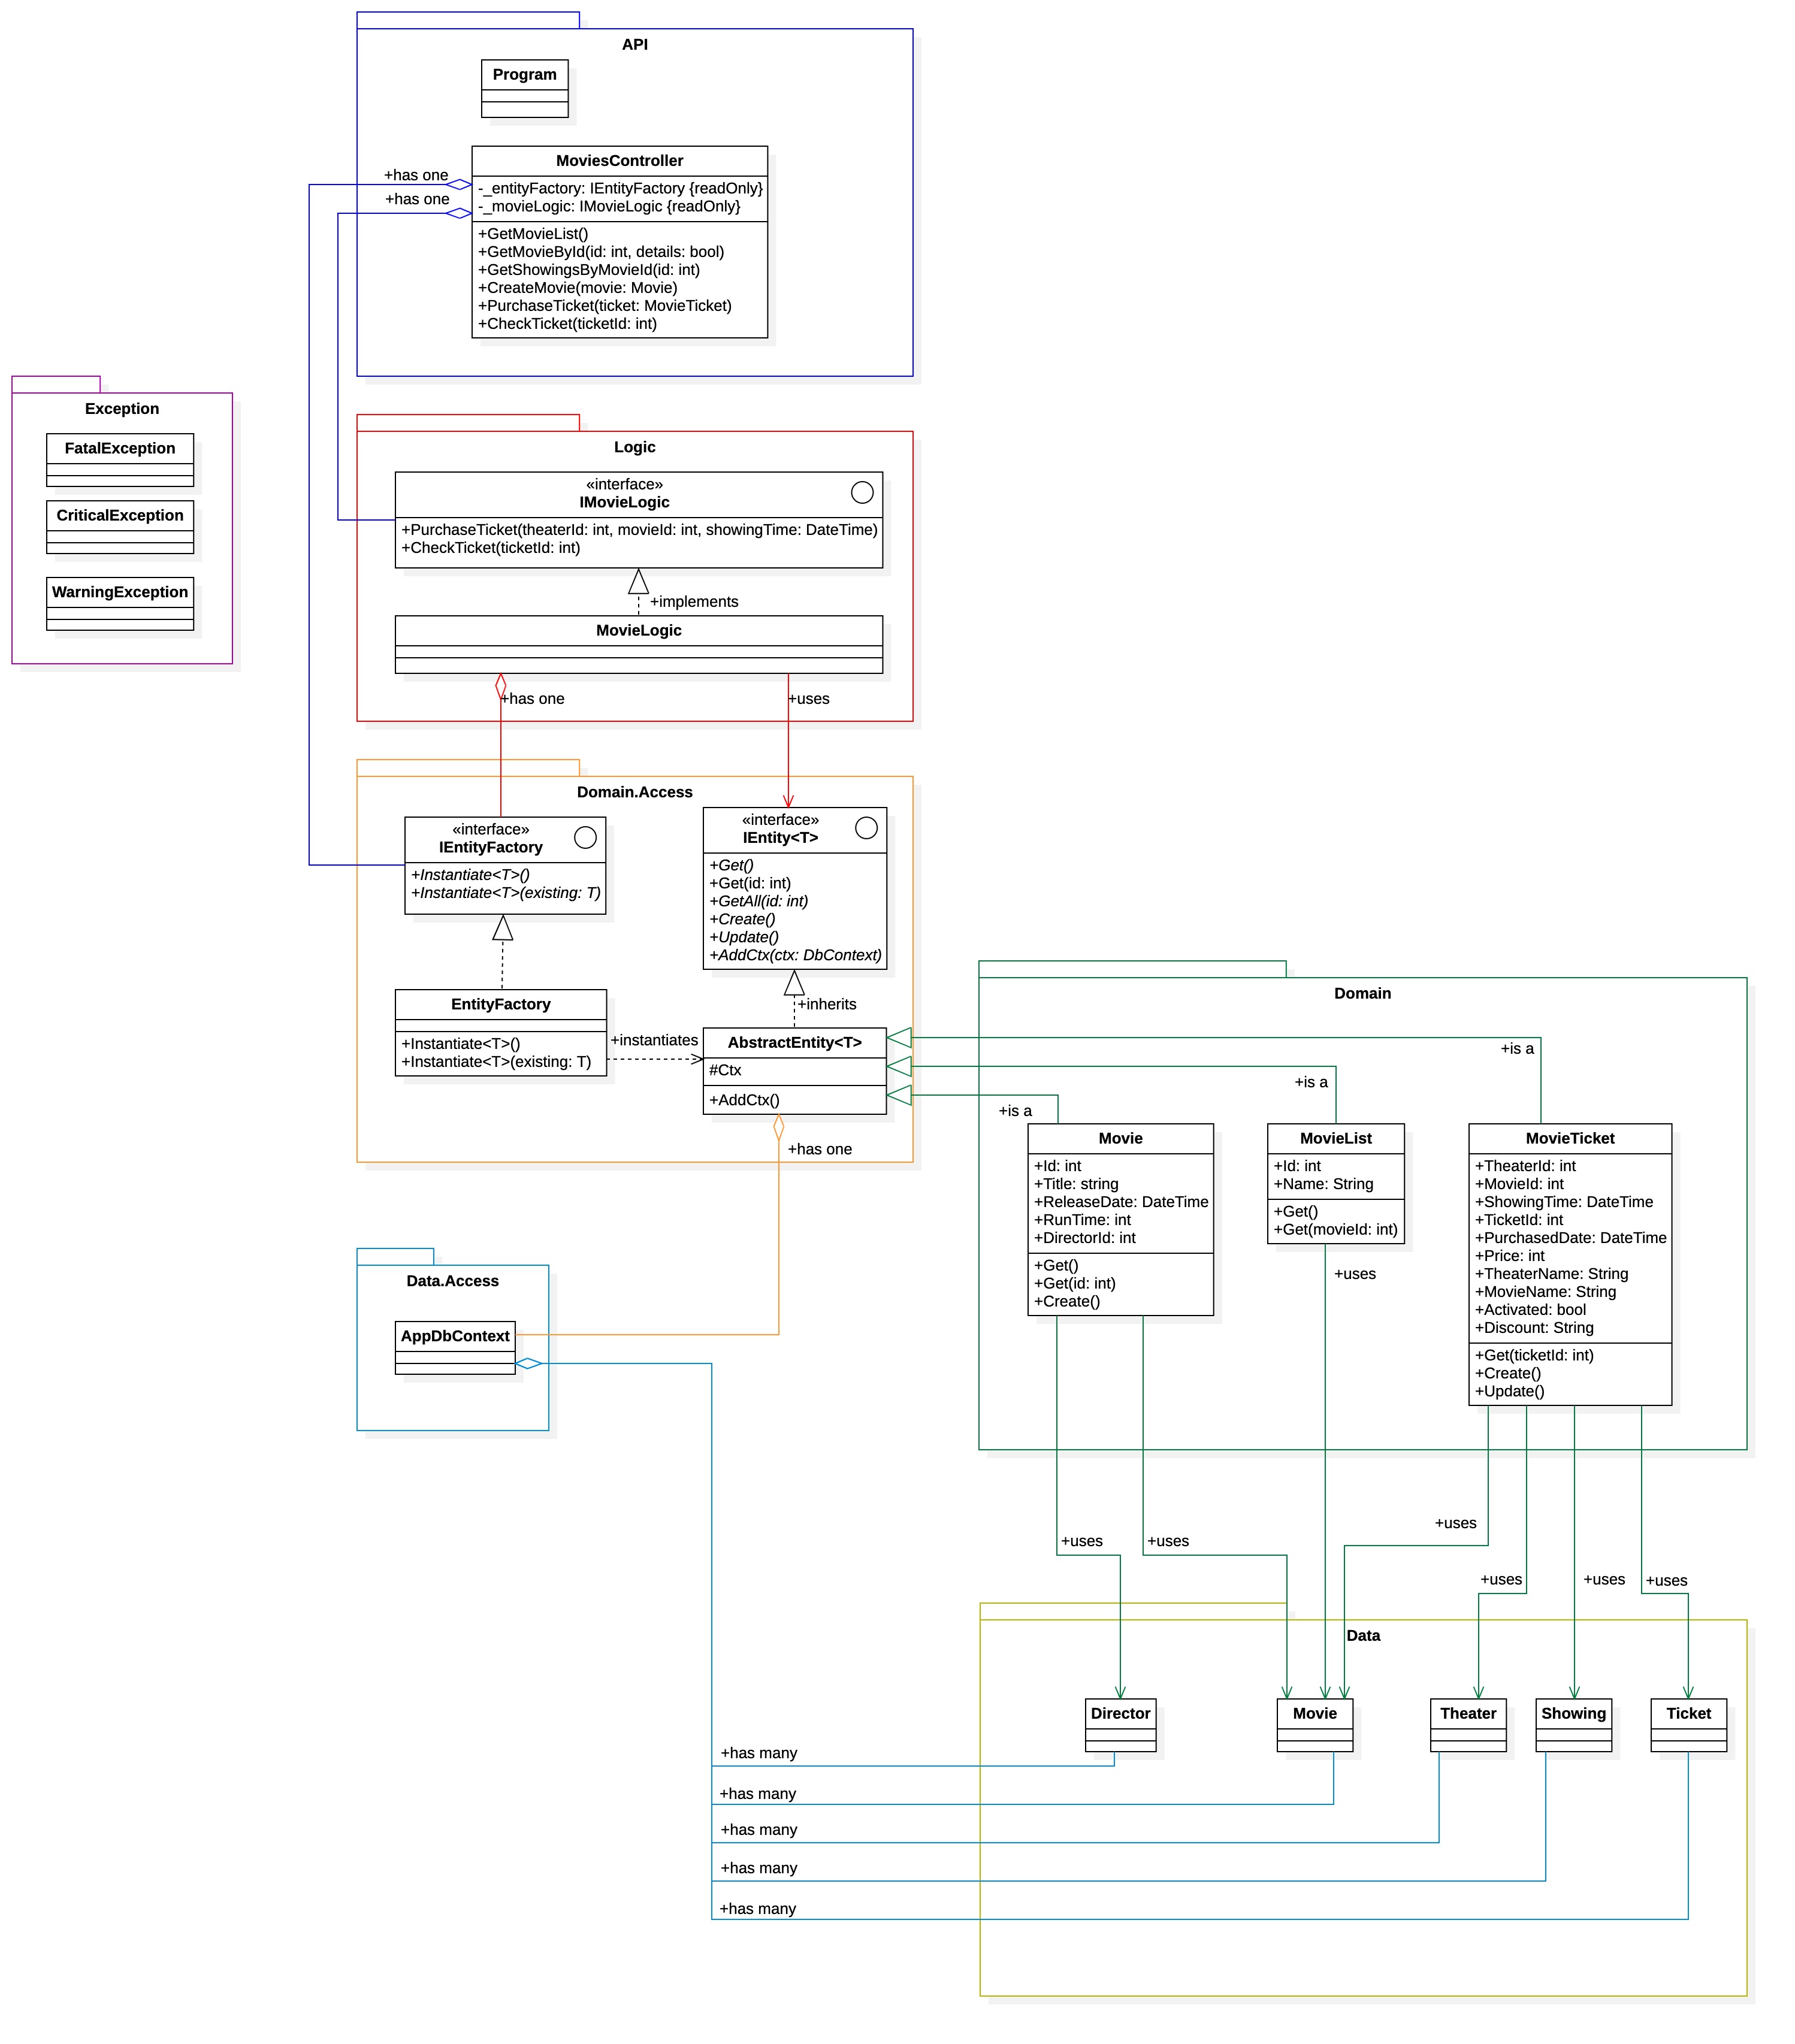 API
Program
MoviesController
+has one
-_entityFactory: IEntityFactory {readOnly}
+has one
-_movieLogic: IMovieLogic {readOnly}
+GetMovieList()
+GetMovieById(id: int, details: bool)
+GetShowingsByMovieId(id: int)
+CreateMovie(movie: Movie)
+PurchaseTicket(ticket: MovieTicket)
+CheckTicket(ticketId: int)
Exception
FatalException
CriticalException
WarningException
Logic
«interface»
IMovieLogic
+PurchaseTicket(theaterId: int, movieId: int, showingTime: DateTime)
+CheckTicket(ticketId: int)
+implements
MovieLogic
+has one
+uses
Domain.Access
«interface»
IEntityFactory
+Instantiate<T>()
+Instantiate<T>(existing: T)
«interface»
IEntity<T>
+Get()
+Get(id: int)
+GetAll(id: int)
+Create()
+Update()
+AddCtx(ctx: DbContext)
EntityFactory
+Instantiate<T>()
+Instantiate<T>(existing: T)
+instantiates
+inherits
AbstractEntity<T>
#Ctx
+AddCtx()
+has one
Domain
+is a
+is a
+is a
Movie
+Id: int
+Title: string
+ReleaseDate: DateTime
+RunTime: int
+DirectorId: int
+Get()
+Get(id: int)
+Create()
MovieList
+Id: int
+Name: String
+Get()
+Get(movieId: int)
+uses
MovieTicket
+TheaterId: int
+MovieId: int
+ShowingTime: DateTime
+TicketId: int
+PurchasedDate: DateTime
+Price: int
+TheaterName: String
+MovieName: String
+Activated: bool
+Discount: String
+Get(ticketId: int)
+Create()
+Update()
Data.Access
AppDbContext
+uses
+uses
+uses
+uses
+uses
+uses
Data
Director
Movie
Theater
Showing
Ticket
+has many
+has many
+has many
+has many
+has many